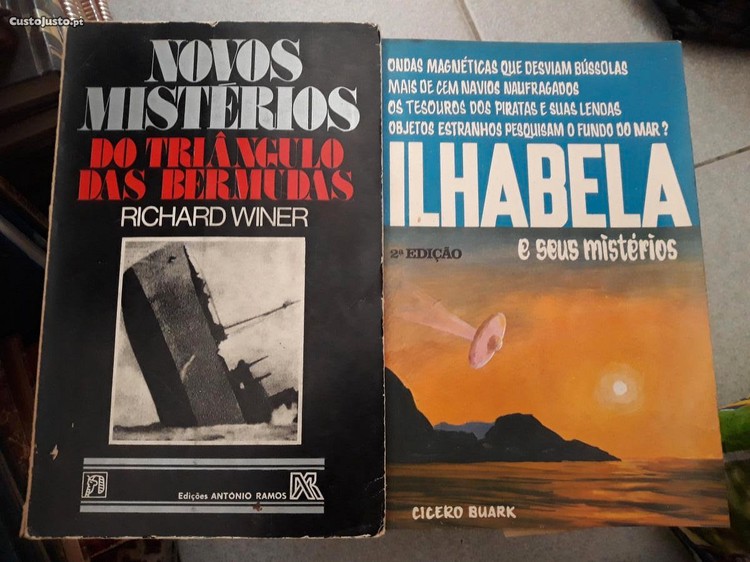 CustoJusto.pt
NOVOS
MISTÉRIOS
DO TRIÂNGULO
DAS BERMUDAS
RICHARD WINER
Edições ANTÓNIO RAMOS
AR
ONDAS MAGNÉTICAS QUE DESVIAM BÚSSOLAS
MAIS DE CEM NAVIOS NAUFRAGADOS
OS TESOUROS DOS PIRATAS E SUAS LENDAS
OBJETOS ESTRANHOS PESQUISAM O FUNDO DO MAR?
ILHABELA
e seus mistérios
2ª EDIÇÃO
CICERO BUARK